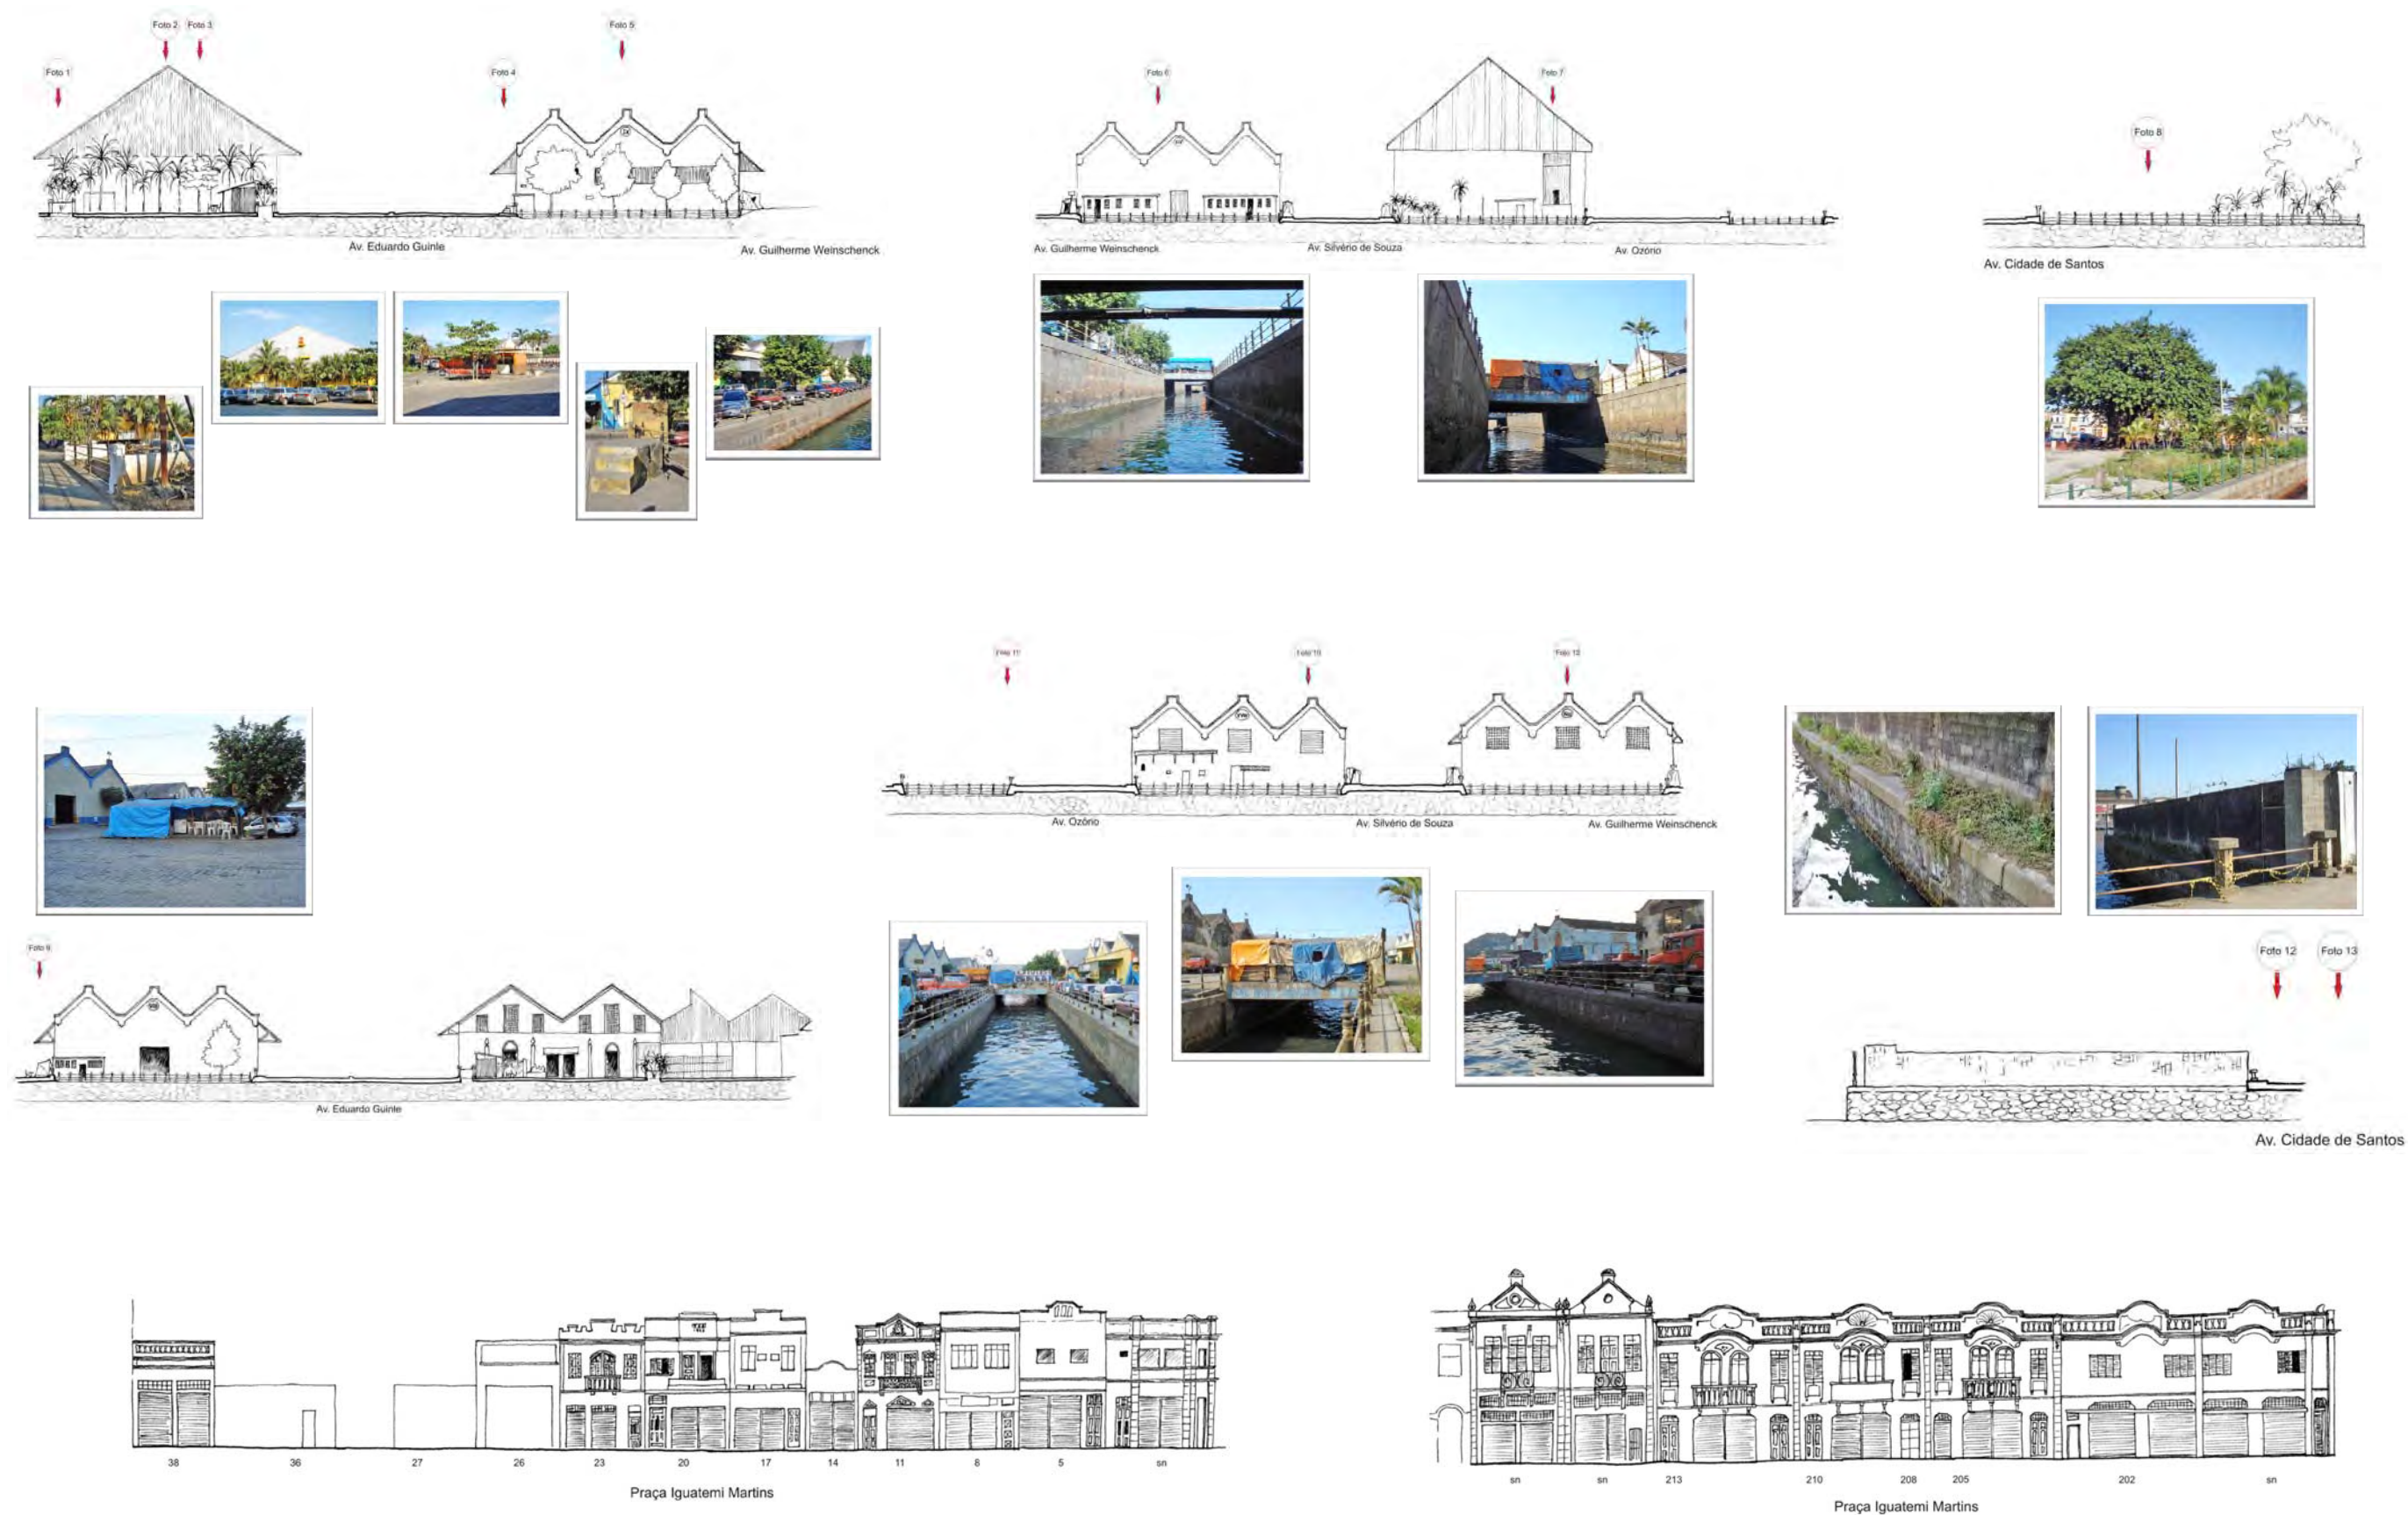 Foto 2 Foto 3
Foto 5
Foto 1
Foto 4
Av. Eduardo Guinle
Av. Guilherme Weinschenck
Foto 6
Foto 7
Av. Guilherme Weinschenck
Av. Silvério de Souza
Av. Ozório
Foto 8
Av. Cidade de Santos
Foto 9
Av. Eduardo Guinle
Foto 11
Foto 10
Foto 12
Av. Ozório
Av. Silvério de Souza
Av. Guilherme Weinschenck
Foto 12 Foto 13
Av. Cidade de Santos
38 36 27 26 23 20 17 14 11 8 5 sn
Praça Iguatemi Martins
sn sn 213 210 208 205 202 sn
Praça Iguatemi Martins